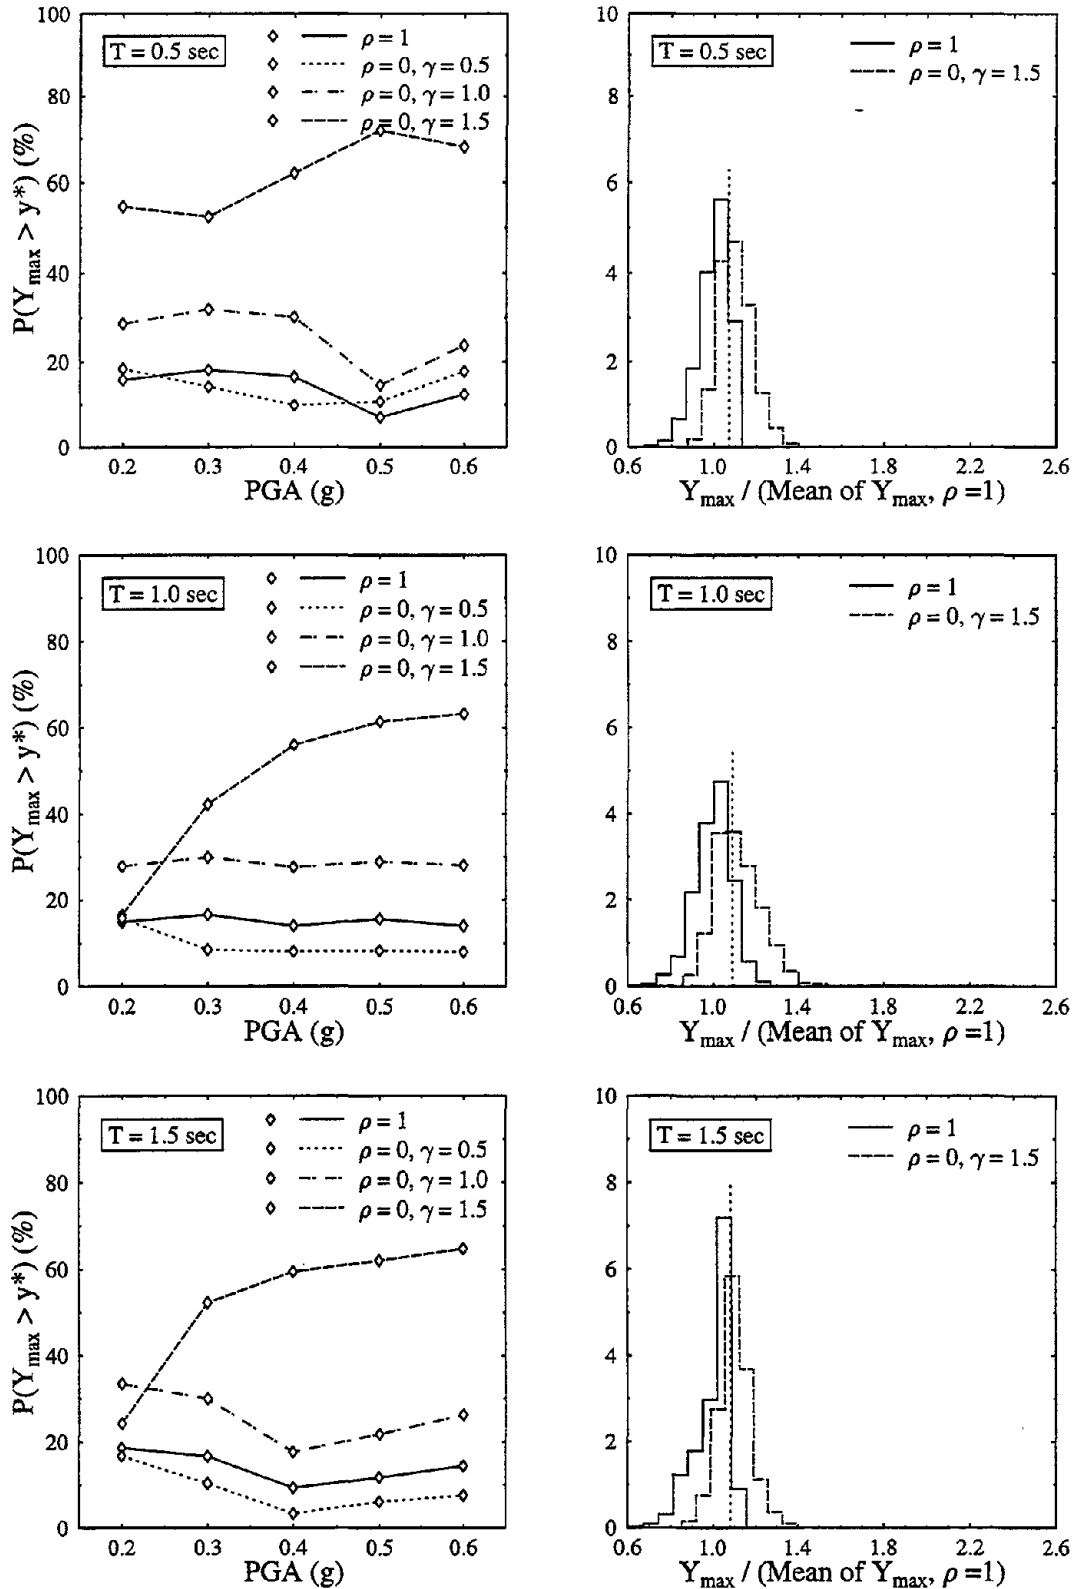 T = 0.5 sec
ρ = 1
ρ = 0, γ = 0.5
ρ = 0, γ = 1.0
ρ = 0, γ = 1.5
100
80
60
40
20
0
P(Ymax > y*) (%)
0.2 0.3 0.4 0.5 0.6
PGA (g)
T = 0.5 sec
ρ = 1
ρ = 0, γ = 1.5
10
8
6
4
2
0
0.6 1.0 1.4 1.8 2.2 2.6
Ymax / (Mean of Ymax, ρ =1)
T = 1.0 sec
ρ = 1
ρ = 0, γ = 0.5
ρ = 0, γ = 1.0
ρ = 0, γ = 1.5
100
80
60
40
20
0
P(Ymax > y*) (%)
0.2 0.3 0.4 0.5 0.6
PGA (g)
T = 1.0 sec
ρ = 1
ρ = 0, γ = 1.5
10
8
6
4
2
0
0.6 1.0 1.4 1.8 2.2 2.6
Ymax / (Mean of Ymax, ρ =1)
T = 1.5 sec
ρ = 1
ρ = 0, γ = 0.5
ρ = 0, γ = 1.0
ρ = 0, γ = 1.5
100
80
60
40
20
0
P(Ymax > y*) (%)
0.2 0.3 0.4 0.5 0.6
PGA (g)
T = 1.5 sec
ρ = 1
ρ = 0, γ = 1.5
10
8
6
4
2
0
0.6 1.0 1.4 1.8 2.2 2.6
Ymax / (Mean of Ymax, ρ =1)